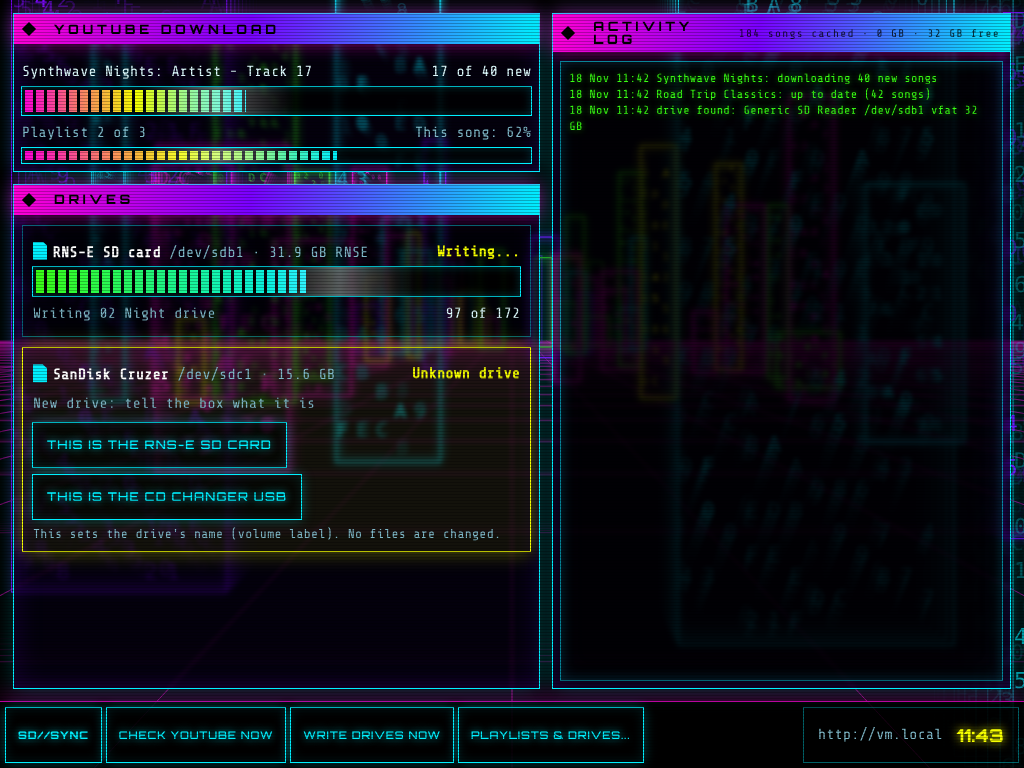 YOUTUBE DOWNLOAD
Synthwave Nights: Artist - Track 17
17 of 40 new
Playlist 2 of 3
This song: 62%
DRIVES
RNS-E SD card /dev/sdb1 · 31.9 GB RNSE
Writing...
Writing 02 Night drive
97 of 172
SanDisk Cruzer /dev/sdc1 · 15.6 GB
Unknown drive
New drive: tell the box what it is
THIS IS THE RNS-E SD CARD
THIS IS THE CD CHANGER USB
This sets the drive's name (volume label). No files are changed.
ACTIVITY
LOG
184 songs cached · 0 GB · 32 GB free
18 Nov 11:42 Synthwave Nights: downloading 40 new songs
18 Nov 11:42 Road Trip Classics: up to date (42 songs)
18 Nov 11:42 drive found: Generic SD Reader /dev/sdb1 vfat 32
GB
SD//SYNC
CHECK YOUTUBE NOW
WRITE DRIVES NOW
PLAYLISTS & DRIVES...
http://vm.local
11:43